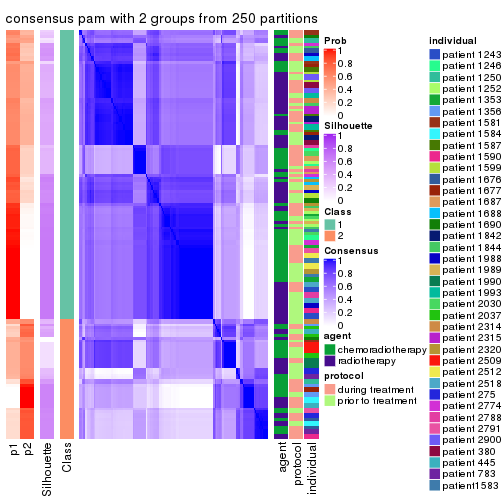 consensus pam with 2 groups from 250 partitions
Prob
1
0.8
0.6
0.4
0.2
0
Silhouette
1
0.8
0.6
0.4
0.2
0
Class
1
2
Consensus
1
0.8
0.6
0.4
0.2
0
agent
chemoradiotherapy
radiotherapy
protocol
during treatment
prior to treatment
individual
patient 1243
patient 1246
patient 1250
patient 1252
patient 1353
patient 1356
patient 1581
patient 1584
patient 1587
patient 1590
patient 1599
patient 1676
patient 1677
patient 1687
patient 1688
patient 1690
patient 1842
patient 1844
patient 1988
patient 1989
patient 1990
patient 1993
patient 2030
patient 2037
patient 2314
patient 2315
patient 2320
patient 2509
patient 2512
patient 2518
patient 275
patient 2774
patient 2788
patient 2791
patient 2900
patient 380
patient 445
patient 783
patient1583
p1
p2
Silhouette
Class
agent
protocol
individual